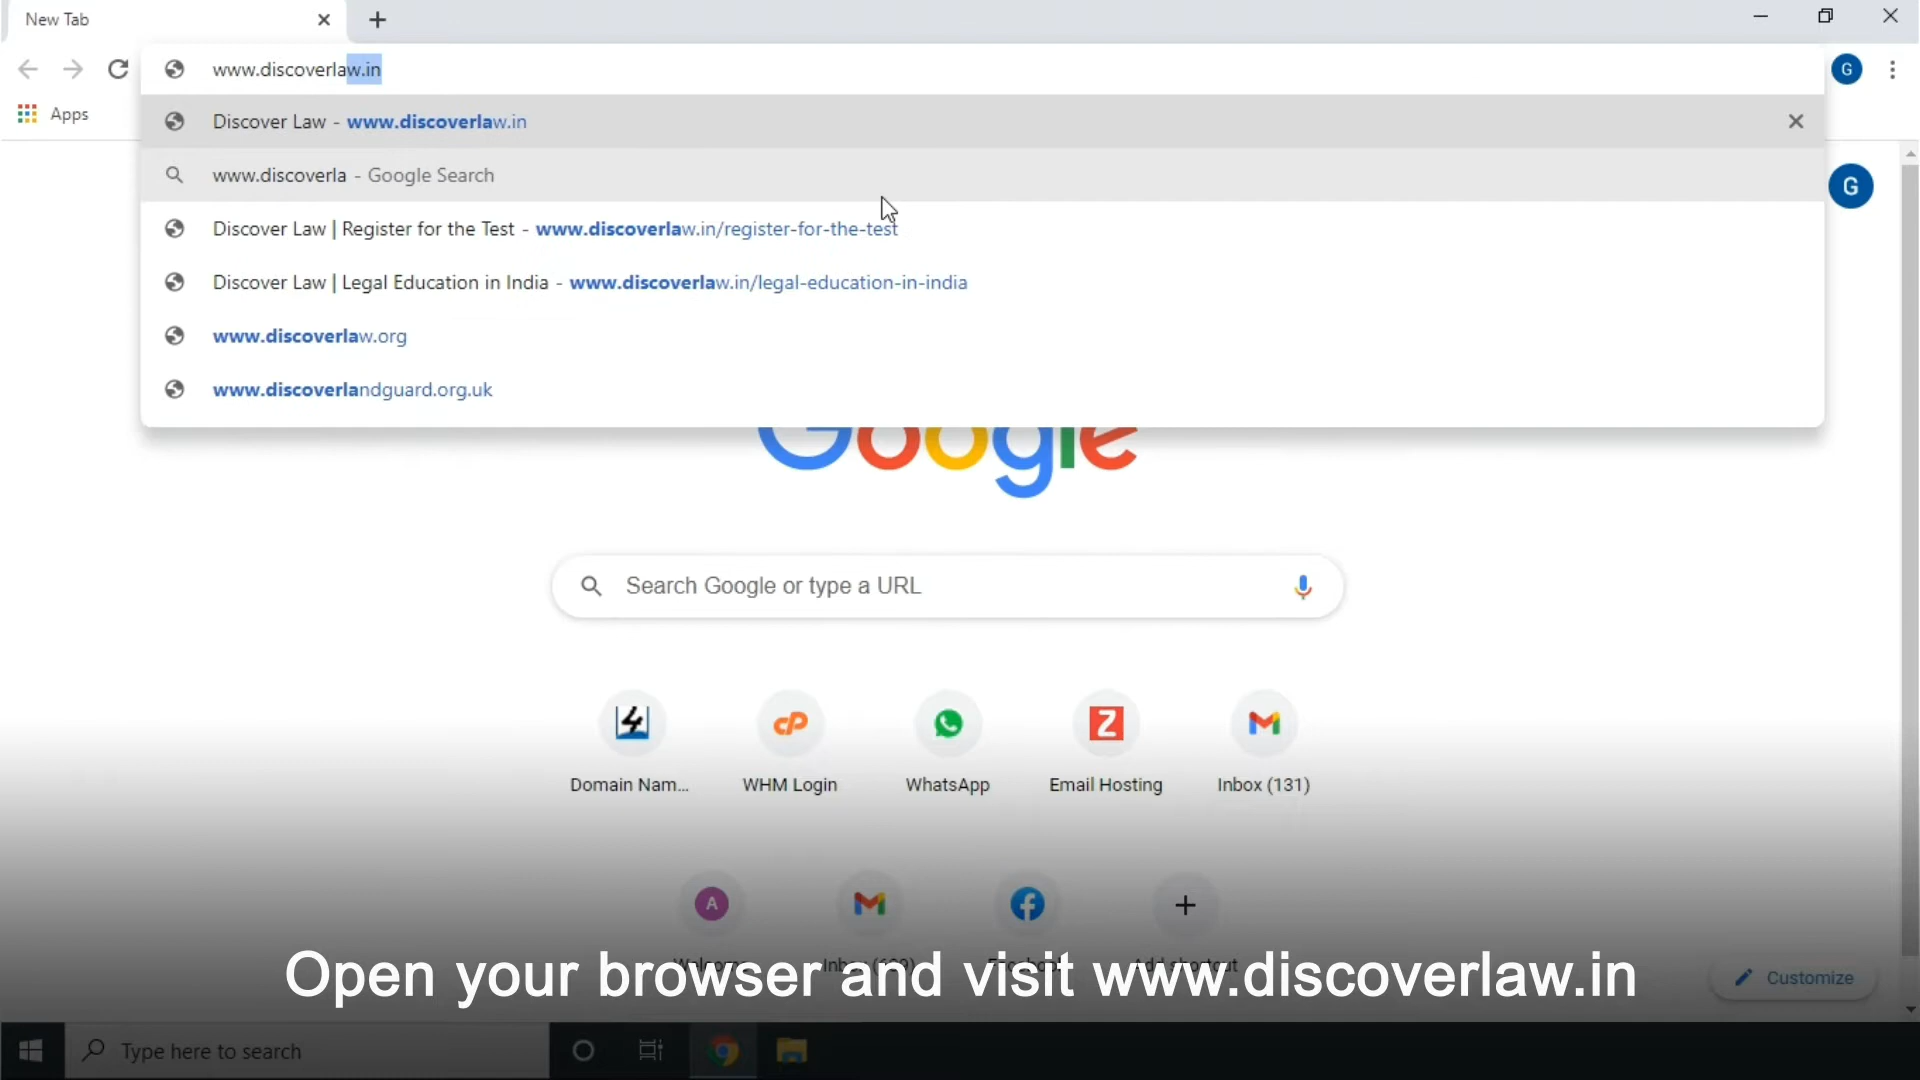 New Tab
www.discoverlaw.in
G
Apps
Discover Law - www.discoverlaw.in
www.discoverla - Google Search
G
Discover Law | Register for the Test - www.discoverlaw.in/register-for-the-test
Discover Law | Legal Education in India - www.discoverlaw.in/legal-education-in-india
www.discoverlaw.org
www.discoverlandguard.org.uk
Google
Search Google or type a URL
Domain Nam...
WHM Login
WhatsApp
Email Hosting
Inbox (131)
A
Welcome
Facebook
Add shortcut
Open your browser and visit www.discoverlaw.in
Customize
Type here to search